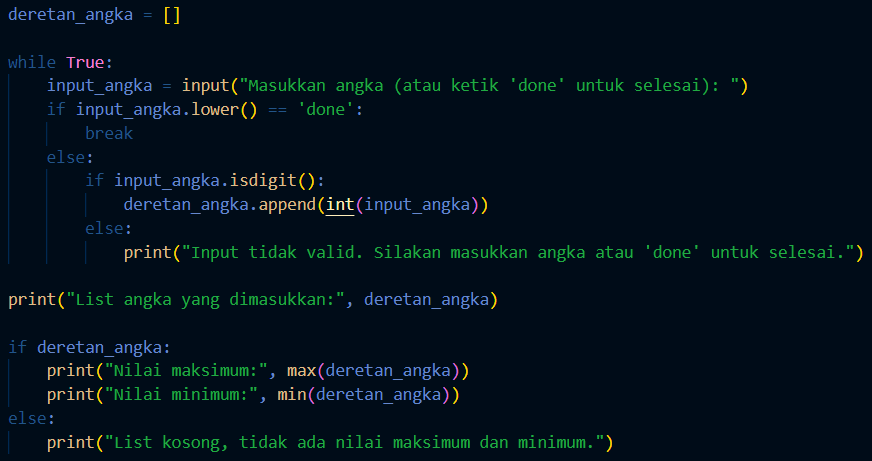 deretan_angka = []
while True:
    input_angka = input("Masukkan angka (atau ketik 'done' untuk selesai): ")
    if input_angka.lower() == 'done':
        break
    else:
        if input_angka.isdigit():
            deretan_angka.append(int(input_angka))
        else:
            print("Input tidak valid. Silakan masukkan angka atau 'done' untuk selesai.")
print("List angka yang dimasukkan:", deretan_angka)
if deretan_angka:
    print("Nilai maksimum:", max(deretan_angka))
    print("Nilai minimum:", min(deretan_angka))
else:
    print("List kosong, tidak ada nilai maksimum dan minimum.")